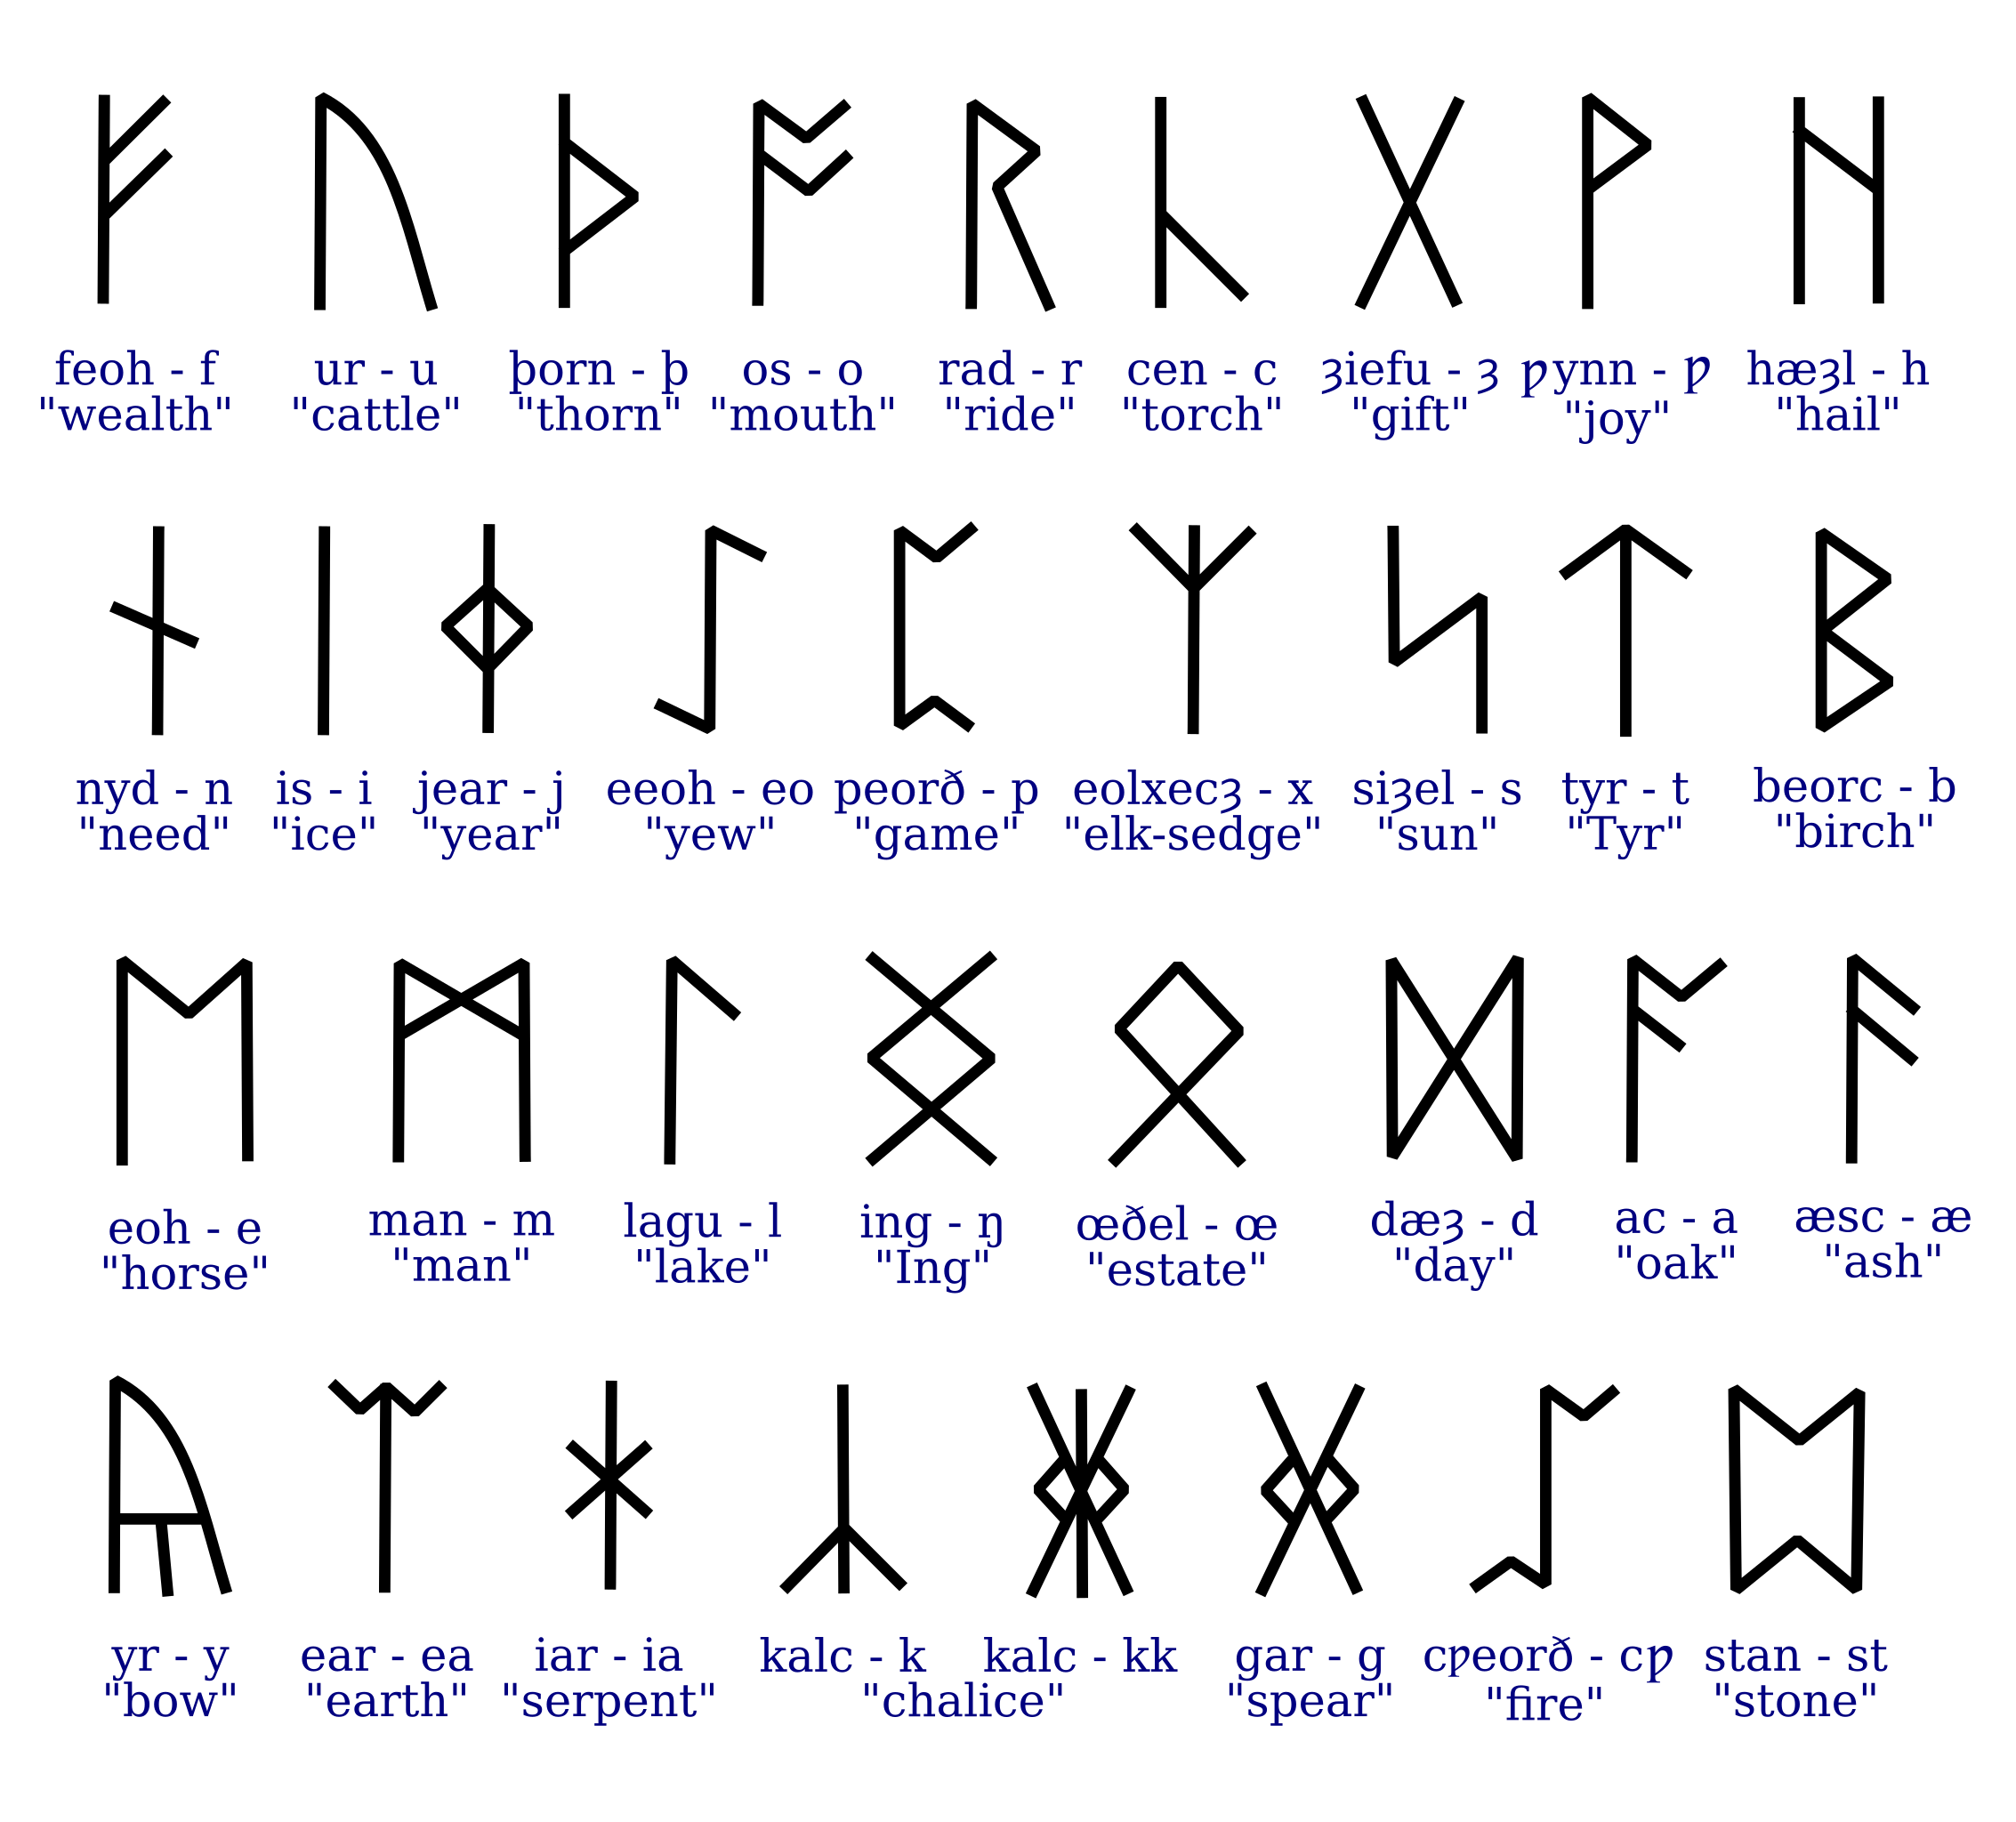 ᚠ ᚢ ᚦ ᚩ ᚱ ᚳ ᚷ ᚹ ᚻ
feoh - f ur - u þorn - þ os - o rad - r cen - c ȝiefu - ȝ ƿynn - ƿ hæȝl - h
"wealth" "cattle" "thorn" "mouth" "ride" "torch" "gift" "joy" "hail"
ᚾ ᛁ ᛡ ᛇ ᛈ ᛉ ᛋ ᛏ ᛒ
nyd - n is - i jear - j eeoh - eo peorð - p eolxecȝ - x siȝel - s tyr - t beorc - b
"need" "ice" "year" "yew" "game" "elk-sedge" "sun" "Tyr" "birch"
ᛖ ᛗ ᛚ ᛝ ᛟ ᛞ ᚪ ᚫ
eoh - e man - m lagu - l ing - ŋ œðel - œ dæȝ - d ac - a æsc - æ
"horse" "man" "lake" "Ing" "estate" "day" "oak" "ash"
ᚣ ᛠ ᛡ ᛣ ᛤ ᚸ ᛢ ᛥ
yr - y ear - ea iar - ia kalc - k kalc - kk gar - g cƿeorð - cƿ stan - st
"bow" "earth" "serpent" "chalice" "spear" "fire" "stone"